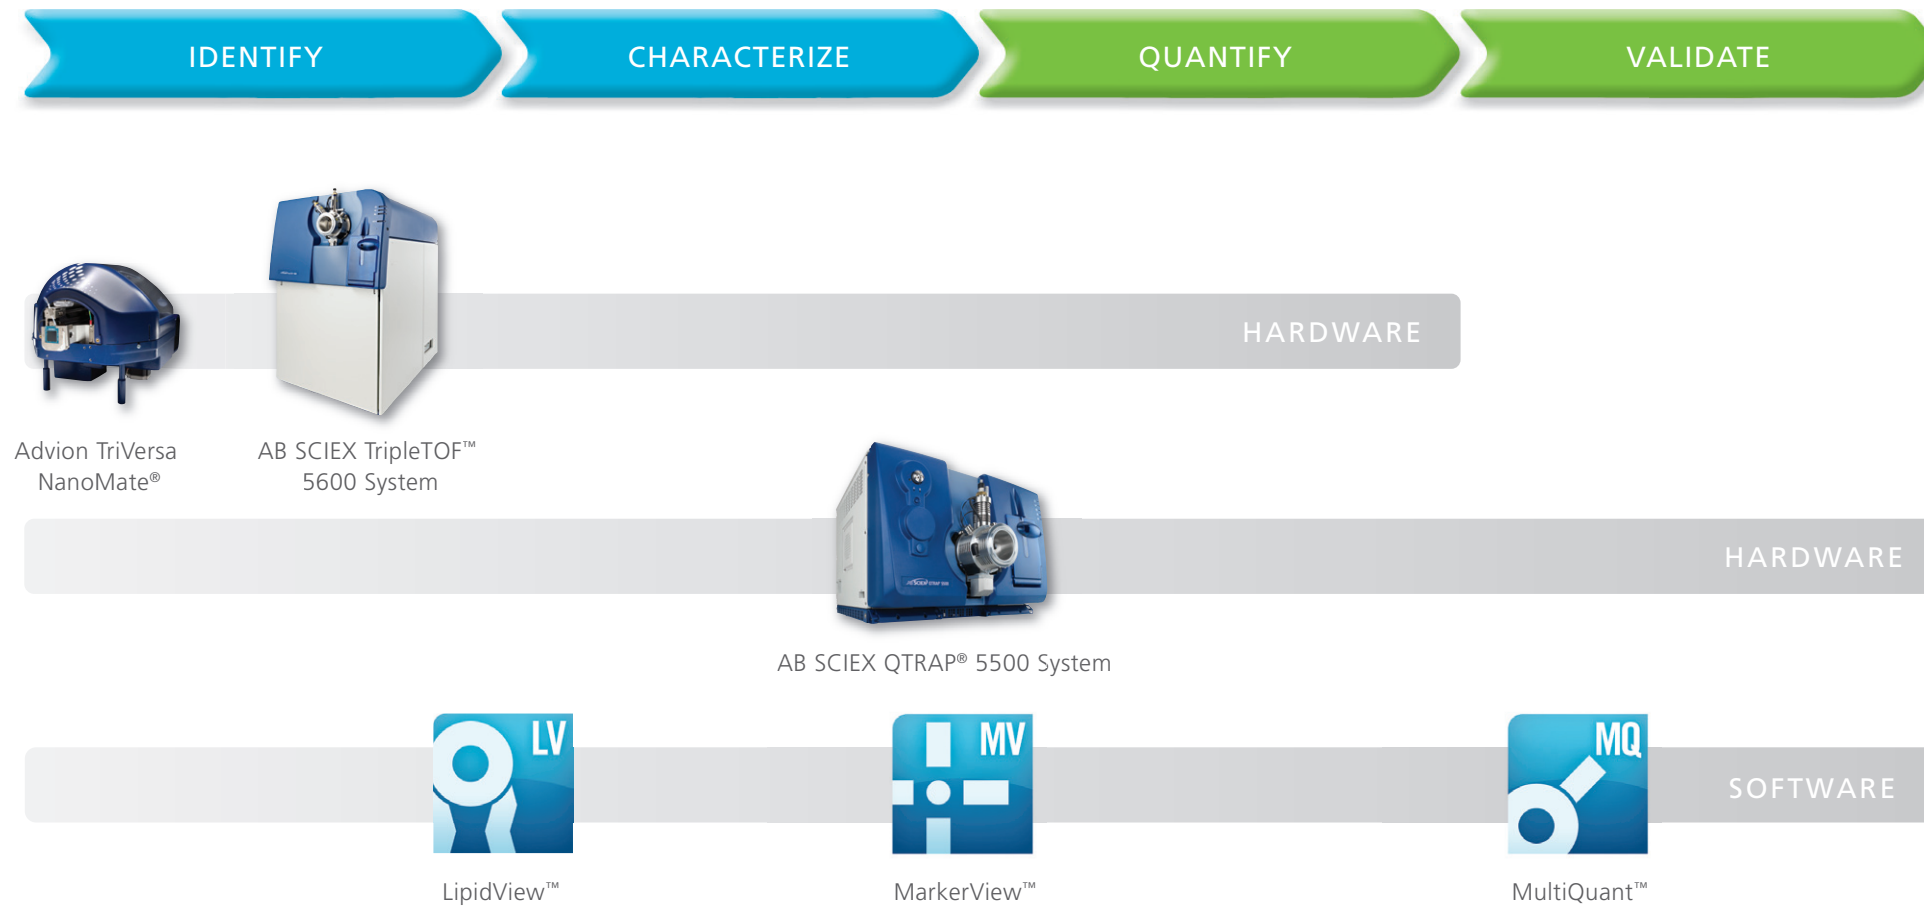 IDENTIFY
CHARACTERIZE
QUANTIFY
VALIDATE
HARDWARE
Advion TriVersa
NanoMate®
AB SCIEX TripleTOF™
5600 System
HARDWARE
AB SCIEX QTRAP® 5500 System
LV
MV
MQ
SOFTWARE
LipidView™
MarkerView™
MultiQuant™